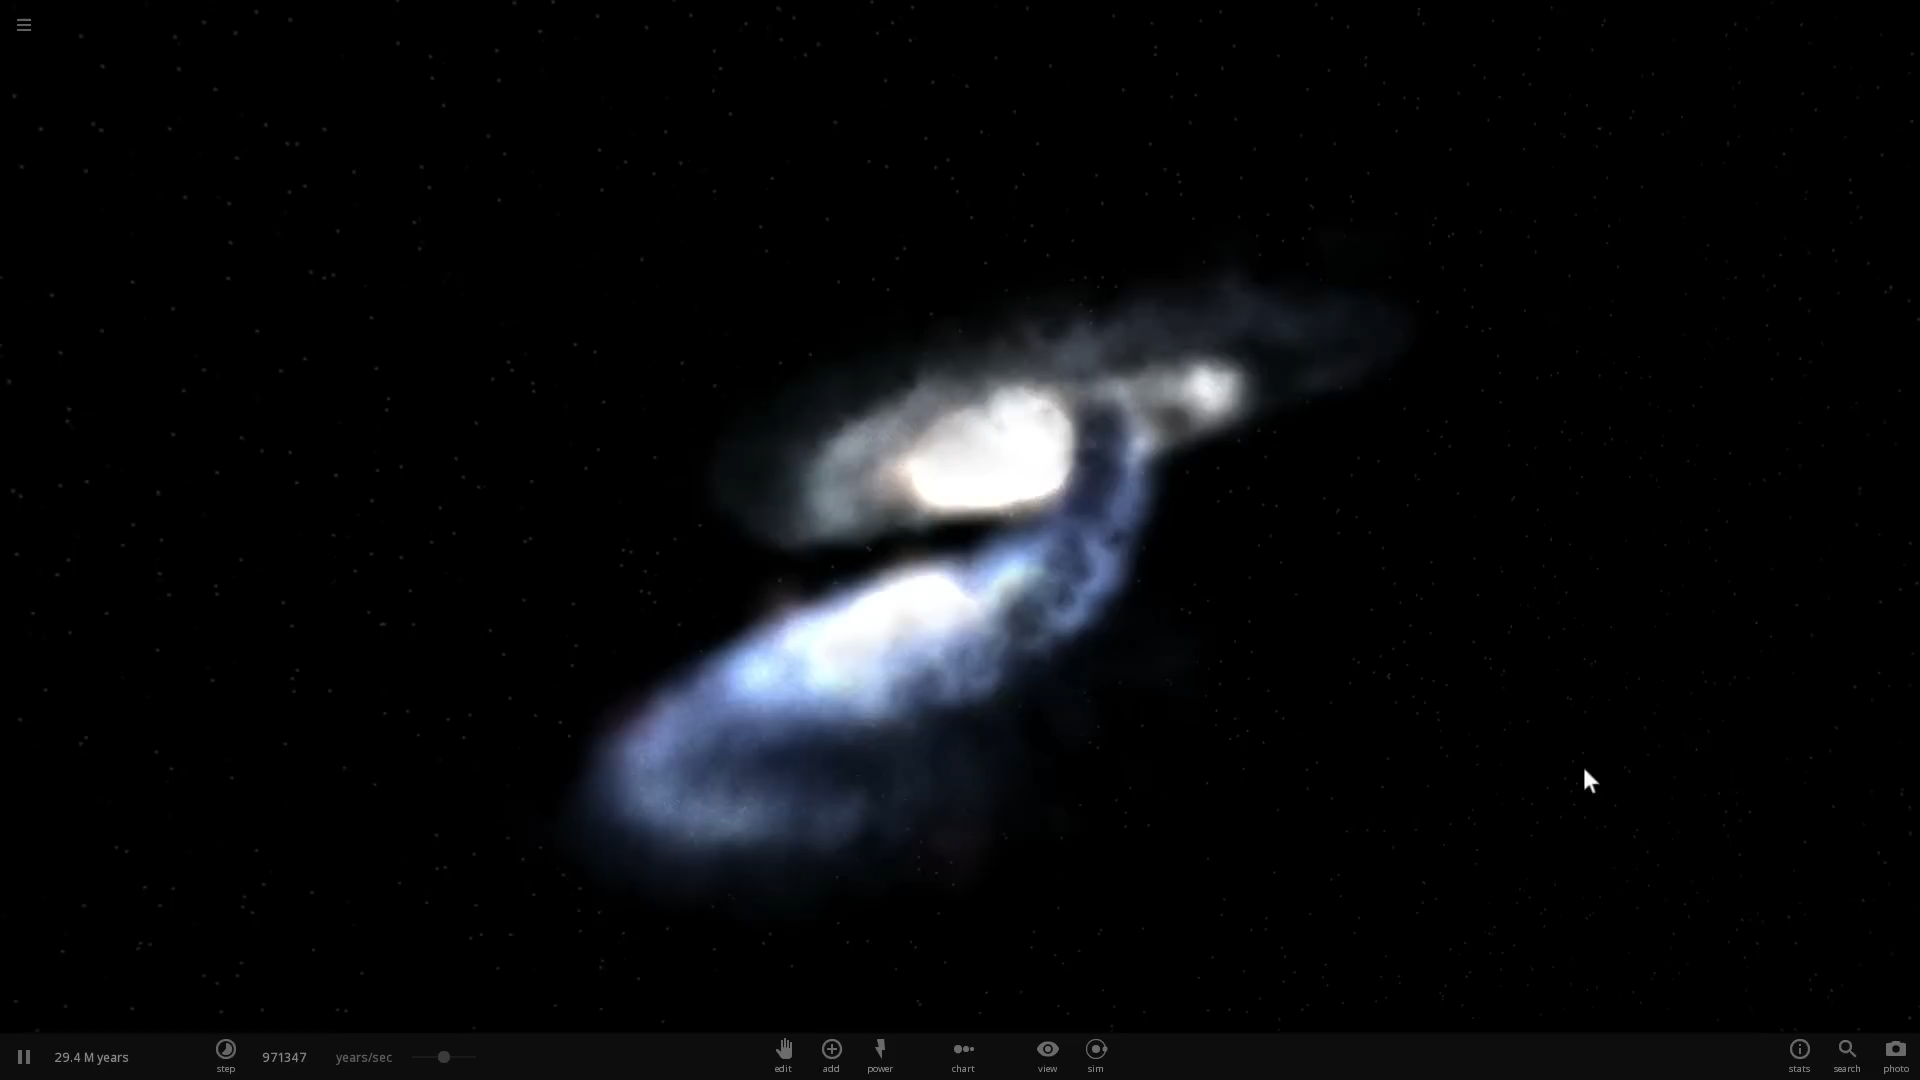 29.4 M years
step
971347 years/sec
edit
add
power
chart
view
sim
stats
search
photo